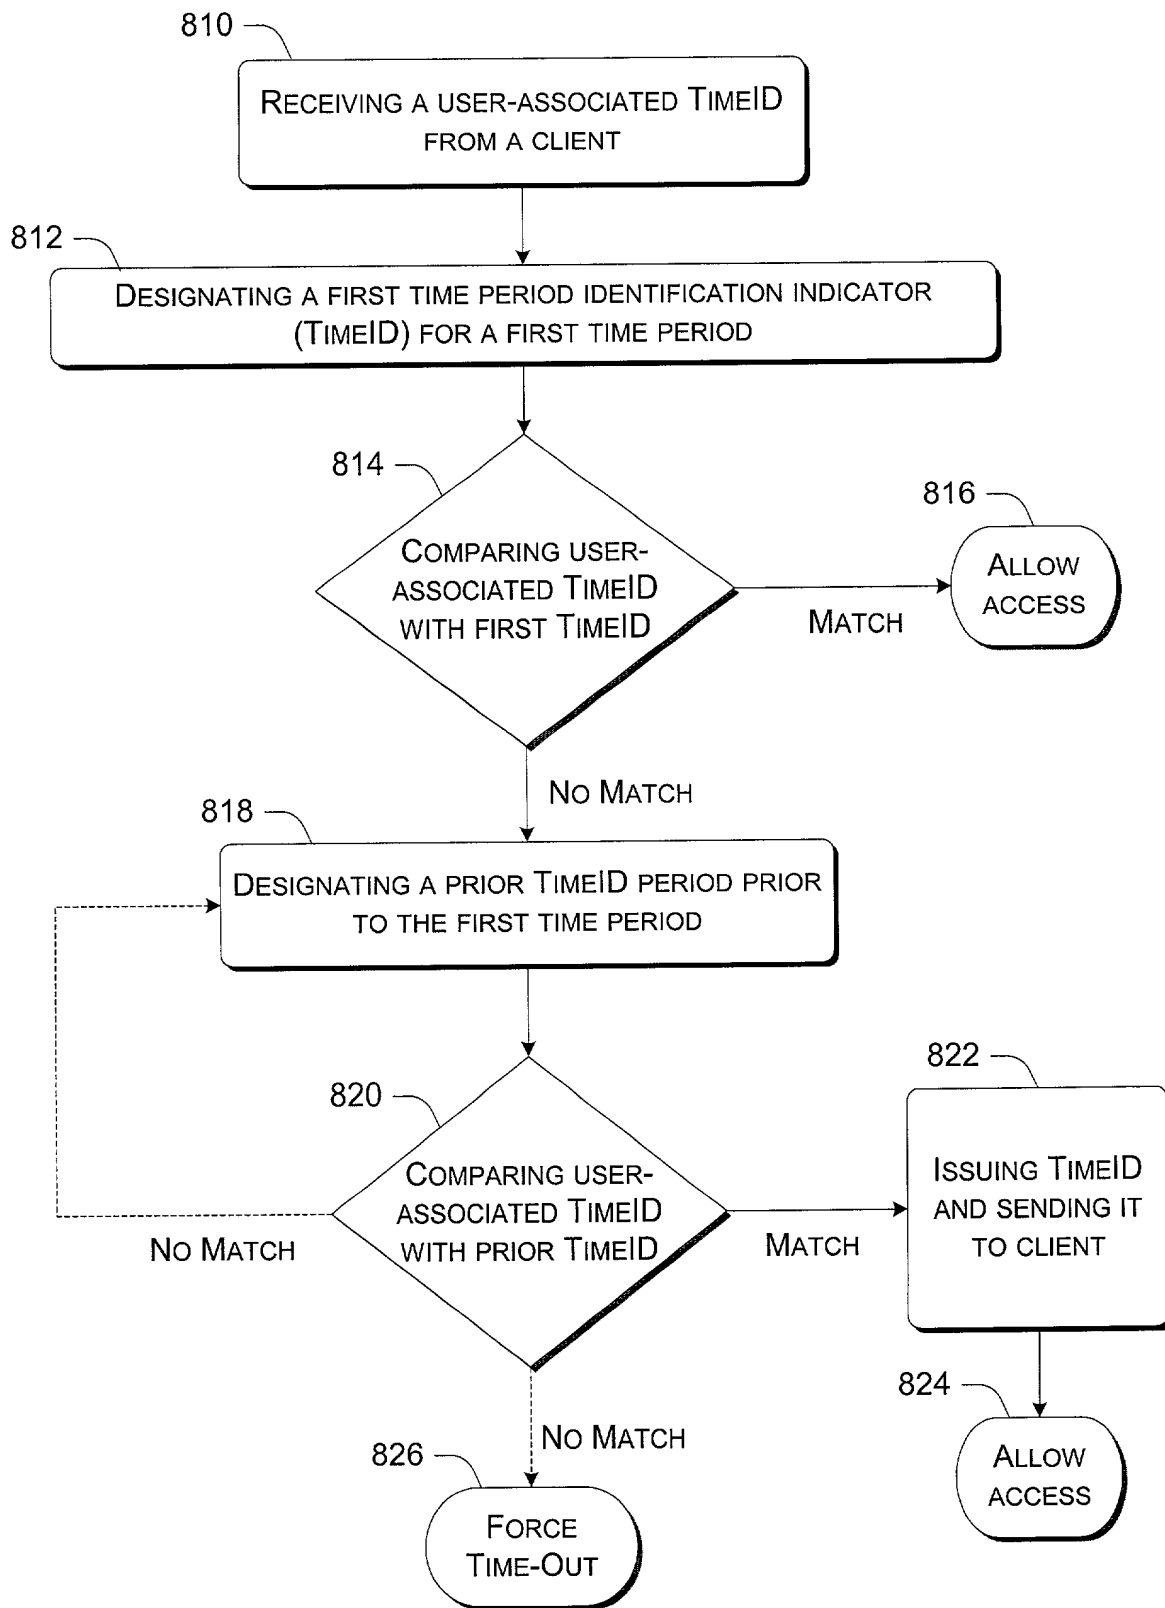 810
RECEIVING A USER-ASSOCIATED TIMEID
FROM A CLIENT
812
DESIGNATING A FIRST TIME PERIOD IDENTIFICATION INDICATOR
(TIMEID) FOR A FIRST TIME PERIOD
814
COMPARING USER-
ASSOCIATED TIMEID
WITH FIRST TIMEID
MATCH
816
ALLOW
ACCESS
NO MATCH
818
DESIGNATING A PRIOR TIMEID PERIOD PRIOR
TO THE FIRST TIME PERIOD
820
COMPARING USER-
ASSOCIATED TIMEID
WITH PRIOR TIMEID
NO MATCH
MATCH
822
ISSUING TIMEID
AND SENDING IT
TO CLIENT
824
ALLOW
ACCESS
NO MATCH
826
FORCE
TIME-OUT